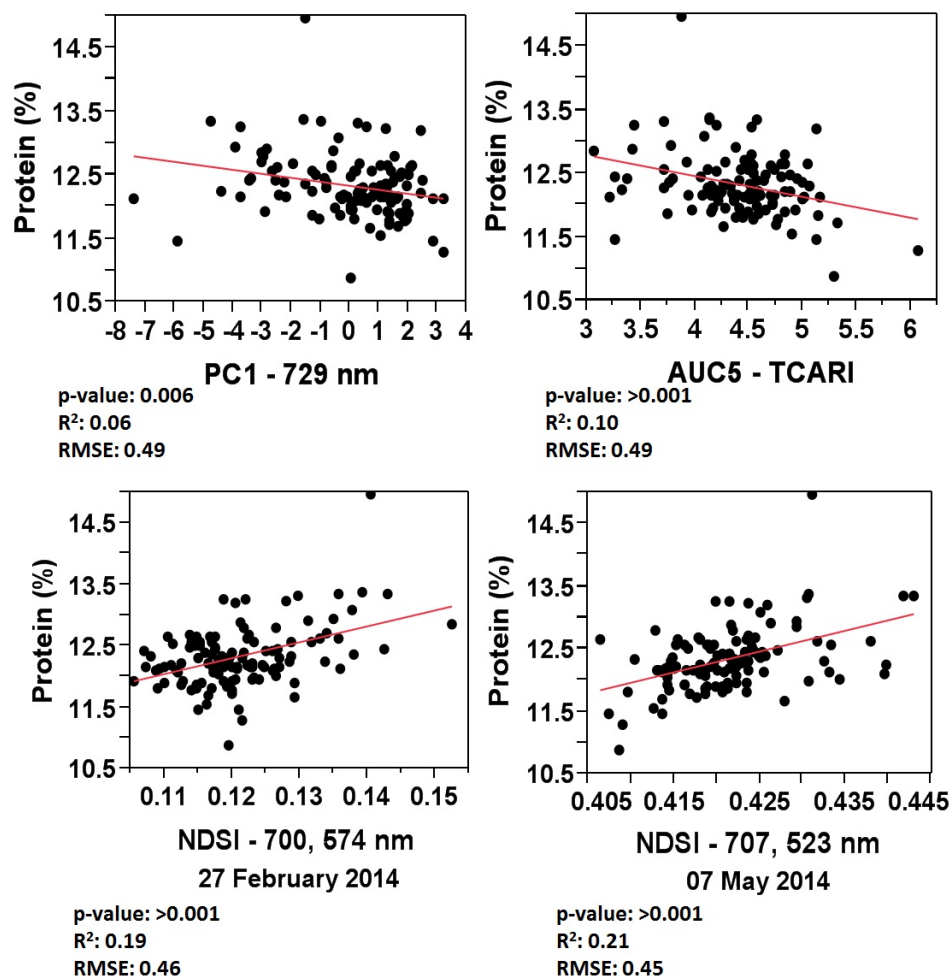 14.5
13.5
12.5
11.5
10.5
Protein (%)
-8 -7 -6 -5 -4 -3 -2 -1 0 1 2 3 4
PC1 - 729 nm
p-value: 0.006
R²: 0.06
RMSE: 0.49
14.5
13.5
12.5
11.5
10.5
Protein (%)
3 3.5 4 4.5 5 5.5 6
AUC5 - TCARI
p-value: >0.001
R²: 0.10
RMSE: 0.49
14.5
13.5
12.5
11.5
10.5
Protein (%)
0.11 0.12 0.13 0.14 0.15
NDSI - 700, 574 nm
27 February 2014
p-value: >0.001
R²: 0.19
RMSE: 0.46
14.5
13.5
12.5
11.5
10.5
Protein (%)
0.405 0.415 0.425 0.435 0.445
NDSI - 707, 523 nm
07 May 2014
p-value: >0.001
R²: 0.21
RMSE: 0.45